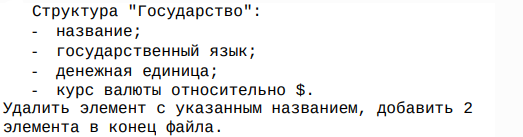 Структура "Государство":
- название;
- государственный язык;
- денежная единица;
- курс валюты относительно $.
Удалить элемент с указанным названием, добавить 2
элемента в конец файла.